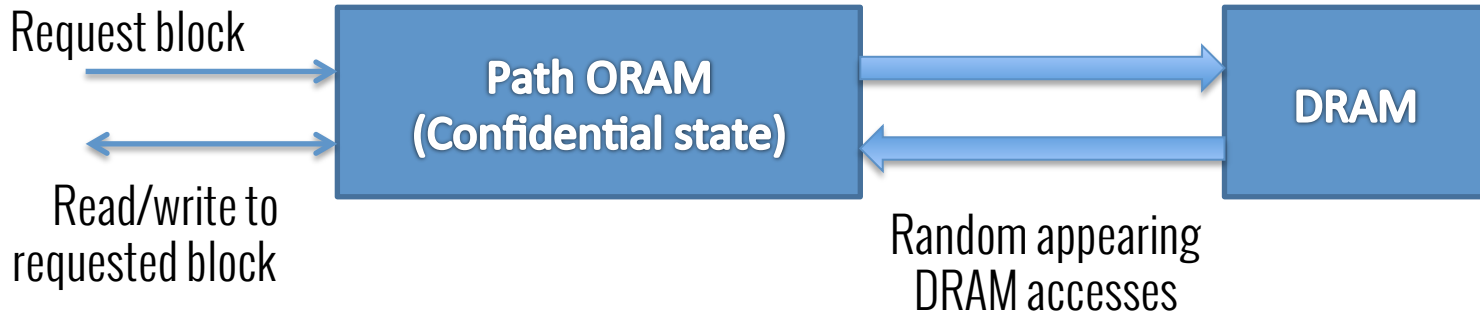 Request block
Path ORAM
(Confidential state)
DRAM
Read/write to
requested block
Random appearing
DRAM accesses